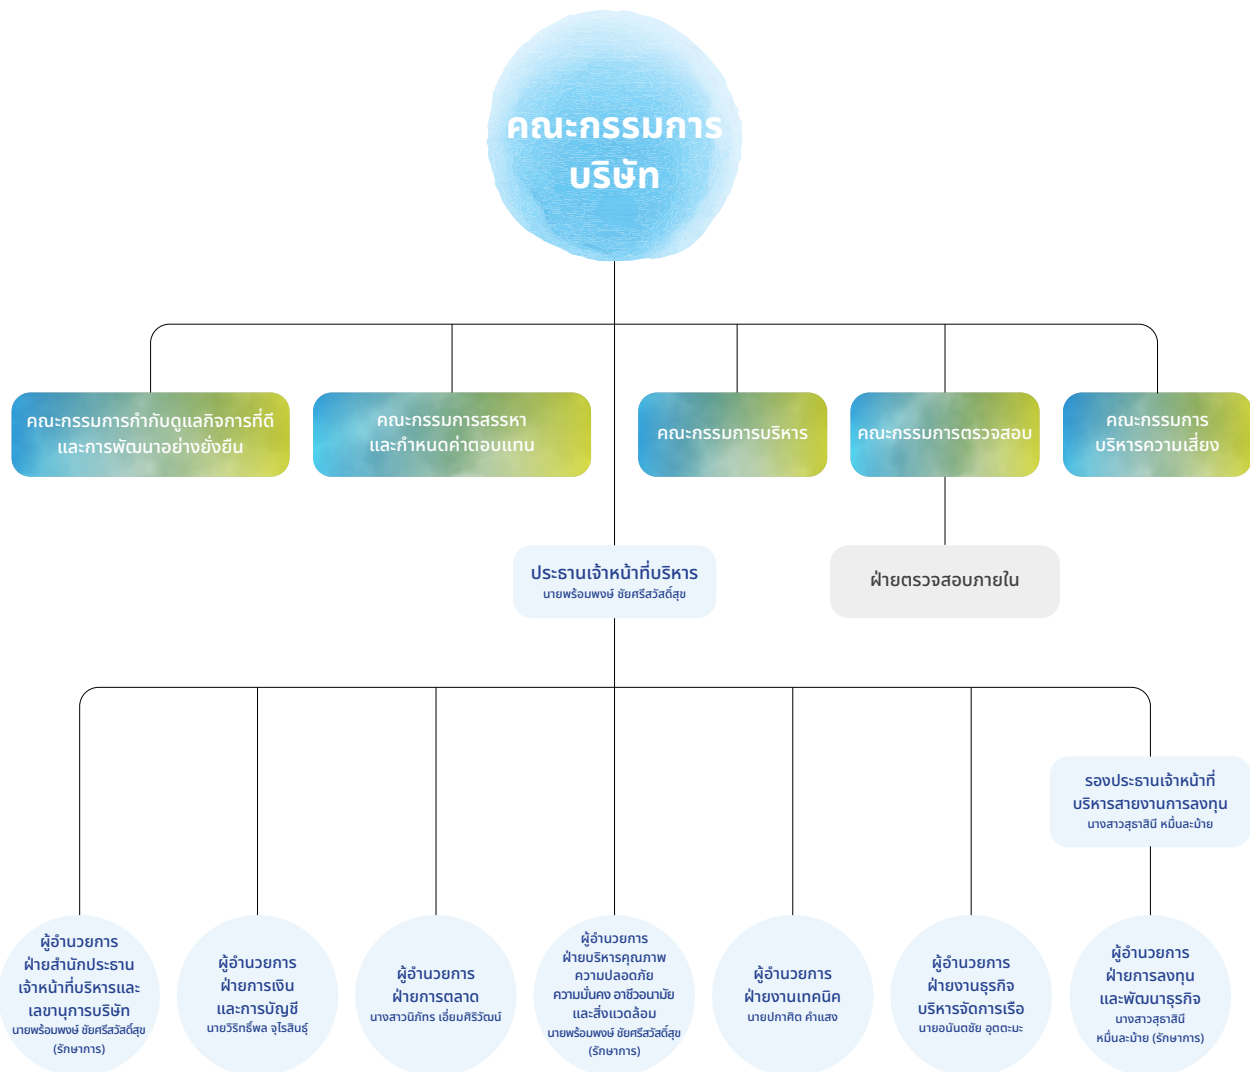 คณะกรรมการ
บริษัท
คณะกรรมการกำกับดูแลกิจการที่ดี
และการพัฒนาอย่างยั่งยืน
คณะกรรมการสรรหา
และกำหนดค่าตอบแทน
คณะกรรมการบริหาร
คณะกรรมการตรวจสอบ
คณะกรรมการ
บริหารความเสี่ยง
ประธานเจ้าหน้าที่บริหาร
นายพร้อมพงษ์ ชัยศรีสวัสดิ์สุข
ฝ่ายตรวจสอบภายใน
รองประธานเจ้าหน้าที่
บริหารสายงานการลงทุน
นางสาวสุธาสินี หมื่นละม้าย
ผู้อำนวยการ
ฝ่ายสำนักประธาน
เจ้าหน้าที่บริหารและ
เลขานุการบริษัท
นายพร้อมพงษ์ ชัยศรีสวัสดิ์สุข
(รักษาการ)
ผู้อำนวยการ
ฝ่ายการเงิน
และการบัญชี
นายวิริทธิ์พล จุไรสินธุ์
ผู้อำนวยการ
ฝ่ายการตลาด
นางสาวนิภัทร เอี่ยมศิริวัฒน์
ผู้อำนวยการ
ฝ่ายบริหารคุณภาพ
ความปลอดภัย
ความมั่นคง อาชีวอนามัย
และสิ่งแวดล้อม
นายพร้อมพงษ์ ชัยศรีสวัสดิ์สุข
(รักษาการ)
ผู้อำนวยการ
ฝ่ายงานเทคนิค
นายปภาศิต คำแสง
ผู้อำนวยการ
ฝ่ายงานธุรกิจ
บริหารจัดการเรือ
นายอนันตชัย อุตตะมะ
ผู้อำนวยการ
ฝ่ายการลงทุน
และพัฒนาธุรกิจ
นางสาวสุธาสินี
หมื่นละม้าย (รักษาการ)